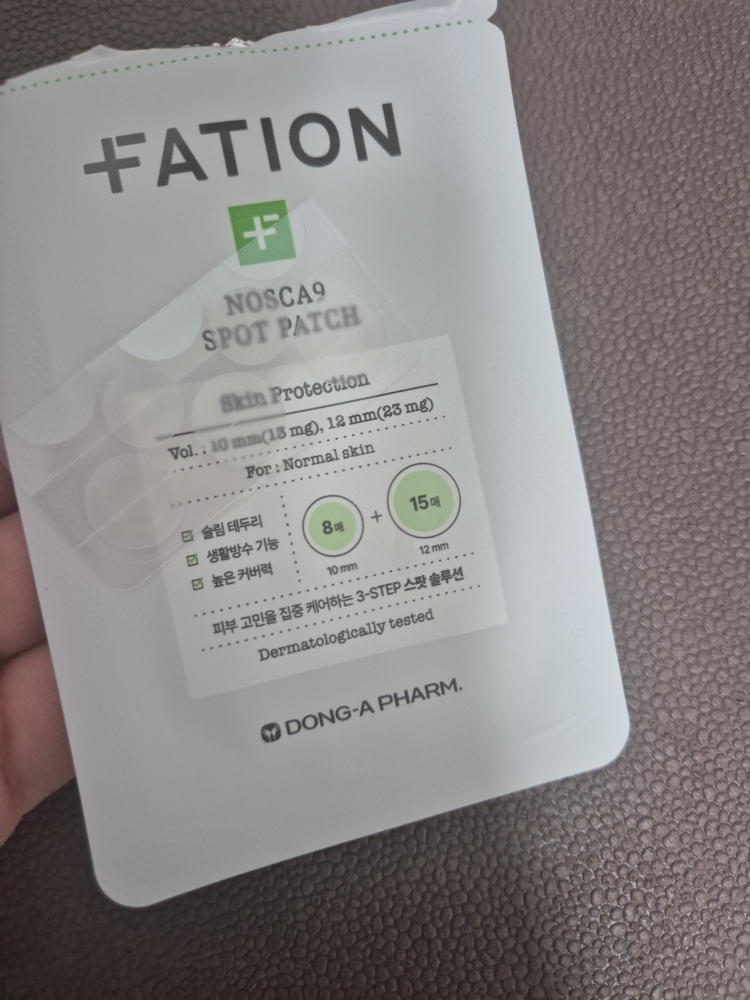 FATION
NOSCA9
SPOT PATCH
Skin Protection
Vol. : 10 mm(13 mg), 12 mm(23 mg)
For : Normal skin
슬림 테두리
생활방수 기능
높은 커버력
8매 + 15매
10 mm 12 mm
피부 고민을 집중 케어하는 3-STEP 스팟 솔루션
Dermatologically tested
DONG-A PHARM.